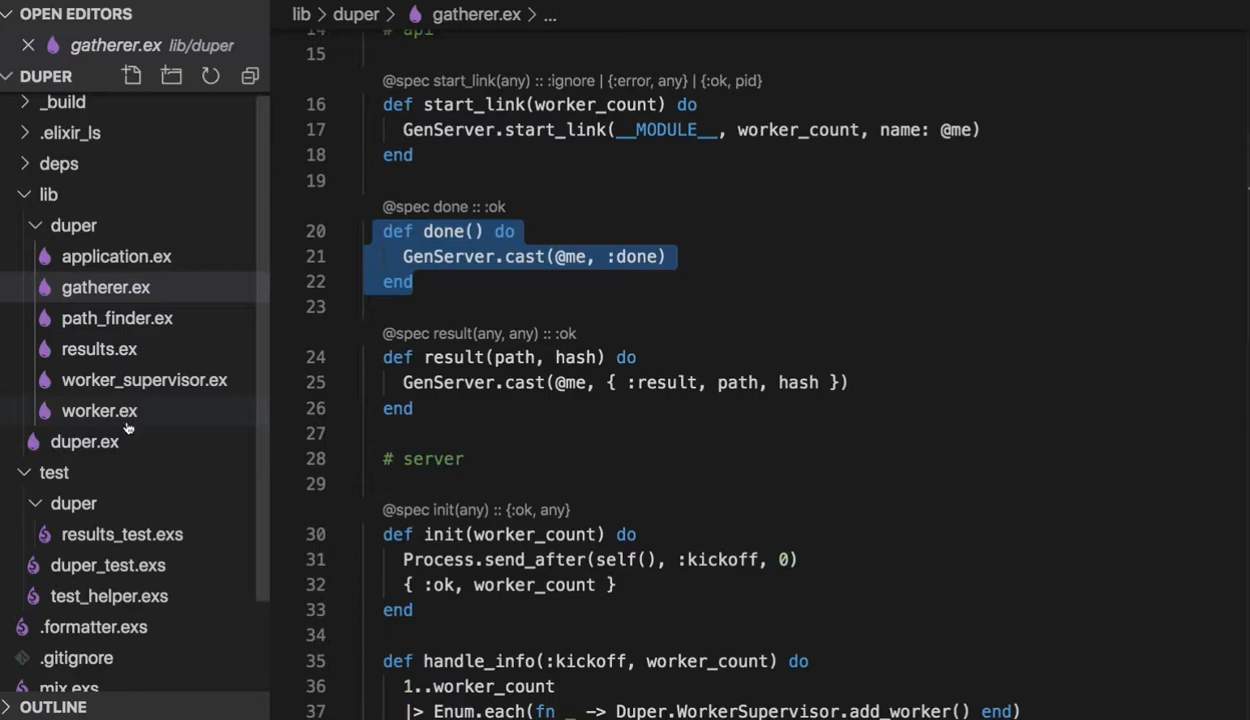 OPEN EDITORS
gatherer.ex lib/duper
DUPER
_build
.elixir_ls
deps
lib
duper
application.ex
gatherer.ex
path_finder.ex
results.ex
worker_supervisor.ex
worker.ex
duper.ex
test
duper
results_test.exs
duper_test.exs
test_helper.exs
.formatter.exs
.gitignore
mix.exs
OUTLINE
lib > duper > gatherer.ex > ...
14 # api
15
@spec start_link(any) :: :ignore | {:error, any} | {:ok, pid}
16 def start_link(worker_count) do
17 GenServer.start_link(__MODULE__, worker_count, name: @me)
18 end
19
@spec done :: :ok
20 def done() do
21 GenServer.cast(@me, :done)
22 end
23
@spec result(any, any) :: :ok
24 def result(path, hash) do
25 GenServer.cast(@me, { :result, path, hash })
26 end
27
28 # server
29
@spec init(any) :: {:ok, any}
30 def init(worker_count) do
31 Process.send_after(self(), :kickoff, 0)
32 { :ok, worker_count }
33 end
34
35 def handle_info(:kickoff, worker_count) do
36 1..worker_count
37 |> Enum.each(fn _ -> Duper.WorkerSupervisor.add_worker() end)